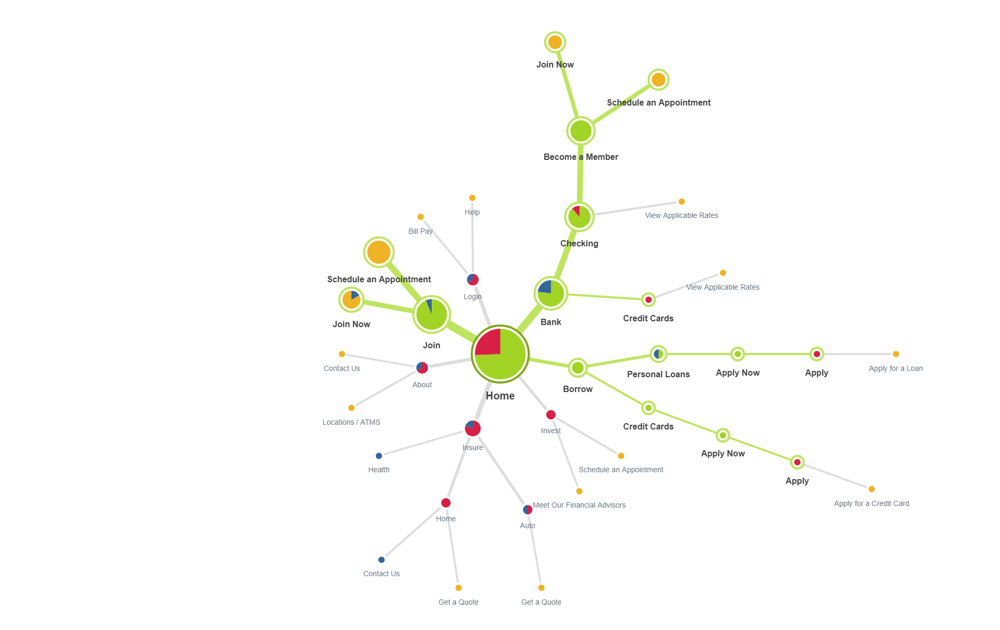 Join Now
Schedule an Appointment
Become a Member
Help
View Applicable Rates
Bill Pay
Checking
Schedule an Appointment
View Applicable Rates
Login
Credit Cards
Bank
Join Now
Join
Contact Us
Apply for a Loan
Personal Loans
Apply Now
Apply
About
Borrow
Home
Locations / ATMS
Credit Cards
Invest
Insure
Apply Now
Health
Schedule an Appointment
Apply
Apply for a Credit Card
Meet Our Financial Advisors
Home
Auto
Contact Us
Get a Quote
Get a Quote